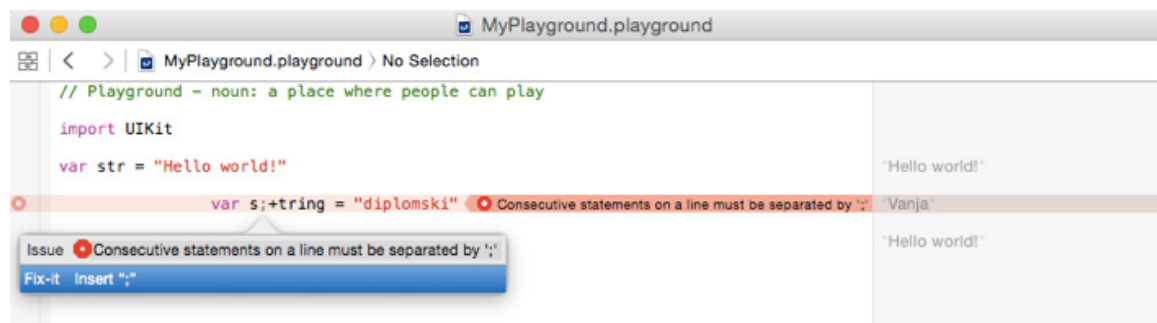 MyPlayground.playground
MyPlayground.playground 〉 No Selection
// Playground – noun: a place where people can play
import UIKit
var str = "Hello world!" "Hello world!"
var s;+tring = "diplomski" Consecutive statements on a line must be separated by ';' "Vanja"
"Hello world!"
Issue Consecutive statements on a line must be separated by ';'
Fix-it Insert ";"